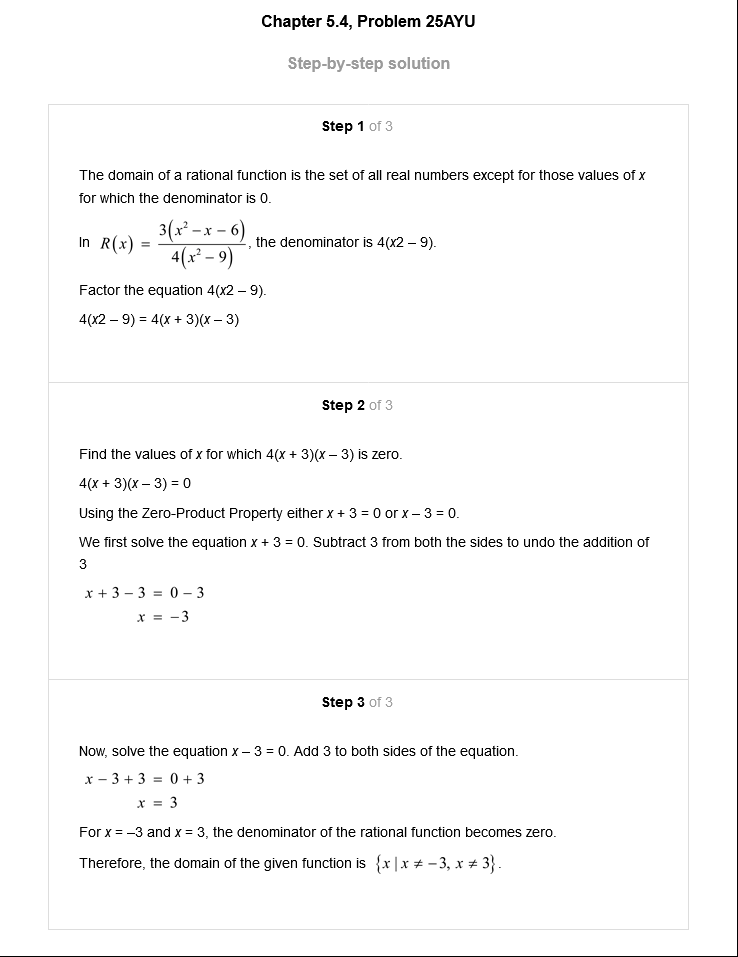 Chapter 5.4, Problem 25AYU
Step-by-step solution
Step 1 of 3
The domain of a rational function is the set of all real numbers except for those values of x
for which the denominator is 0.
In R(x) = 3(x² – x – 6) / 4(x² – 9), the denominator is 4(x2 – 9).
Factor the equation 4(x2 – 9).
4(x2 – 9) = 4(x + 3)(x – 3)
Step 2 of 3
Find the values of x for which 4(x + 3)(x – 3) is zero.
4(x + 3)(x – 3) = 0
Using the Zero-Product Property either x + 3 = 0 or x – 3 = 0.
We first solve the equation x + 3 = 0. Subtract 3 from both the sides to undo the addition of
3
x + 3 – 3 = 0 – 3
x = –3
Step 3 of 3
Now, solve the equation x – 3 = 0. Add 3 to both sides of the equation.
x – 3 + 3 = 0 + 3
x = 3
For x = –3 and x = 3, the denominator of the rational function becomes zero.
Therefore, the domain of the given function is {x | x ≠ –3, x ≠ 3}.